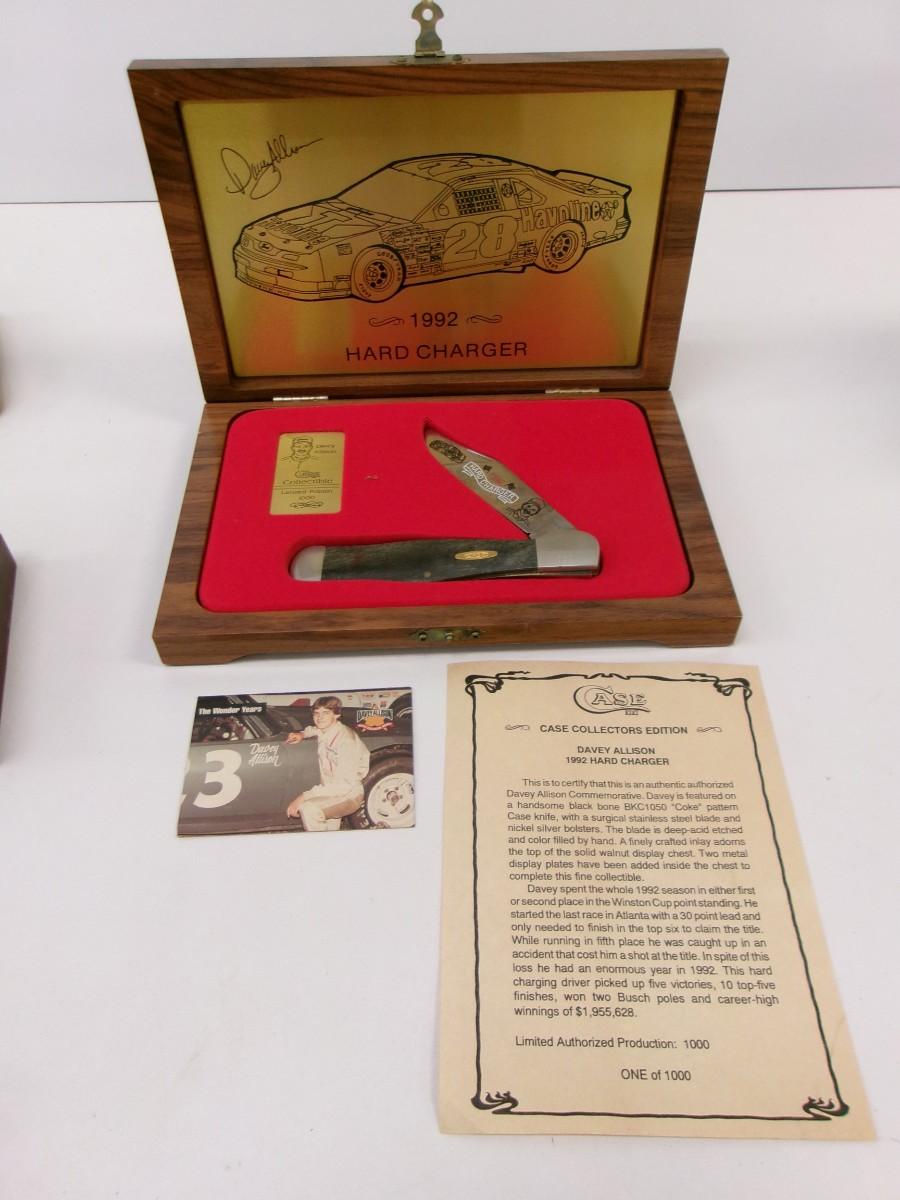 Davey Allison
Havoline
28
1992
HARD CHARGER
Davey
Allison
CASE
Collectible
Limited Edition
1000
HARD
CHARGER
The Wonder Years
DAVEY ALLISON
Davey
Allison
3
CASE
XX
CASE COLLECTORS EDITION
DAVEY ALLISON
1992 HARD CHARGER
This is to certify that this is an authentic authorized
Davey Allison Commemorative. Davey is featured on
a handsome black bone BKC1050 "Coke" pattern
Case knife, with a surgical stainless steel blade and
nickel silver bolsters. The blade is deep-acid etched
and color filled by hand. A finely crafted inlay adorns
the top of the solid walnut display chest. Two metal
display plates have been added inside the chest to
complete this fine collectible.
Davey spent the whole 1992 season in either first
or second place in the Winston Cup point standing. He
started the last race in Atlanta with a 30 point lead and
only needed to finish in the top six to claim the title.
While running in fifth place he was caught up in an
accident that cost him a shot at the title. In spite of this
loss he had an enormous year in 1992. This hard
charging driver picked up five victories, 10 top-five
finishes, won two Busch poles and career-high
winnings of $1,955,628.
Limited Authorized Production: 1000
ONE of 1000